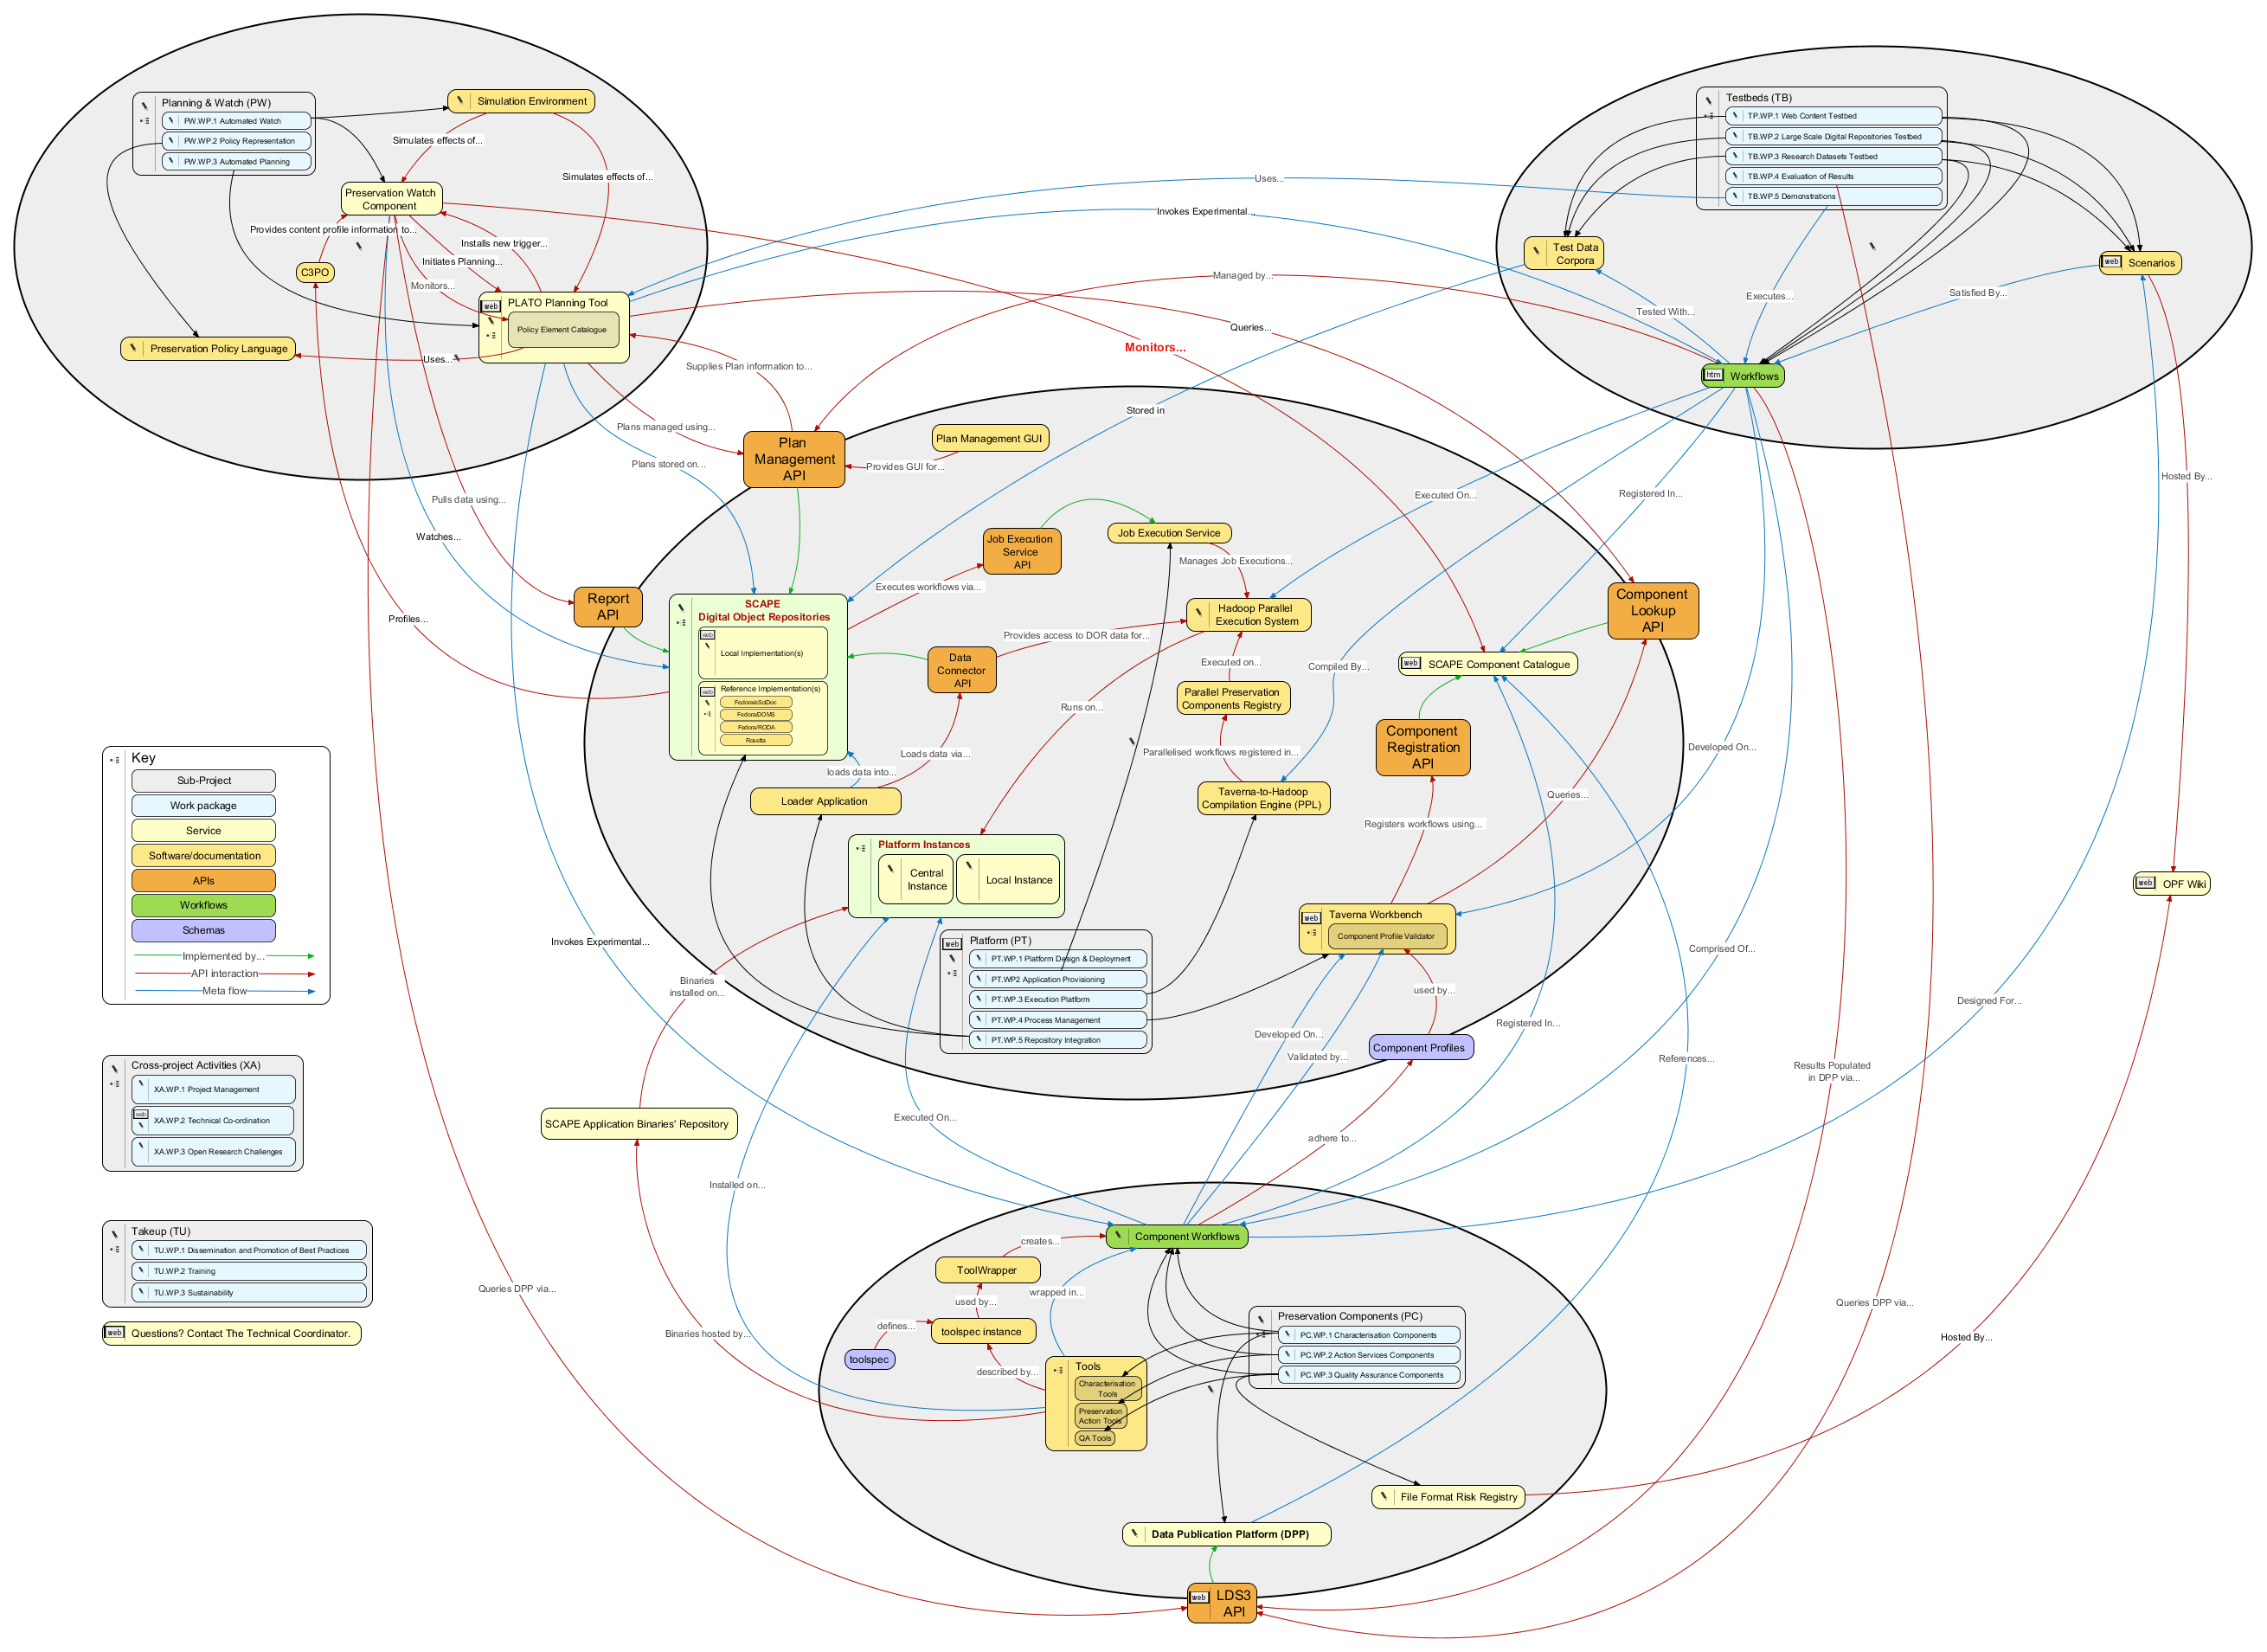 Planning & Watch (PW)
PW.WP.1 Automated Watch
PW.WP.2 Policy Representation
PW.WP.3 Automated Planning
Simulation Environment
Simulates effects of...
Simulates effects of...
Preservation Watch
Component
Provides content profile information to...
Installs new trigger...
Initiates Planning...
Monitors...
C3PO
web
PLATO Planning Tool
Policy Element Catalogue
Preservation Policy Language
Uses...
Testbeds (TB)
TP.WP.1 Web Content Testbed
TB.WP.2 Large Scale Digital Repositories Testbed
TB.WP.3 Research Datasets Testbed
TB.WP.4 Evaluation of Results
TB.WP.5 Demonstrations
Uses...
Invokes Experimental...
Managed by...
Queries...
Monitors...
Test Data
Corpora
web
Scenarios
Executes...
Satisfied By...
Tested With...
htm
Workflows
Supplies Plan information to...
Plans managed using...
Plans stored on...
Stored in
Plan
Management
API
Plan Management GUI
Provides GUI for...
Pulls data using...
Watches...
Profiles...
Executed On...
Registered In...
Hosted By...
Job Execution
Service
API
Job Execution Service
Manages Job Executions...
Executes workflows via...
Report
API
SCAPE
Digital Object Repositories
web
Local Implementation(s)
web
Reference Implementation(s)
Fedora/eSciDoc
Fedora/DOMS
Fedora/RODA
Rosetta
Hadoop Parallel
Execution System
Provides access to DOR data for...
Data
Connector
API
Executed on...
Compiled By...
Component
Lookup
API
web
SCAPE Component Catalogue
Parallel Preservation
Components Registry
Runs on...
Component
Registration
API
Parallelised workflows registered in...
Loads data via...
loads data into...
Developed On...
Loader Application
Taverna-to-Hadoop
Compilation Engine (PPL)
Queries...
Registers workflows using...
Platform Instances
Central
Instance
Local Instance
web
OPF Wiki
web
Taverna Workbench
Component Profile Validator
Invokes Experimental...
Comprised Of...
web
Platform (PT)
PT.WP.1 Platform Design & Deployment
PT.WP2 Application Provisioning
PT.WP.3 Execution Platform
PT.WP.4 Process Management
PT.WP.5 Repository Integration
Binaries
installed on...
used by...
Designed For...
Registered In...
Developed On...
Validated by...
Component Profiles
References...
Results Populated
in DPP via...
Key
Sub-Project
Work package
Service
Software/documentation
APIs
Workflows
Schemas
Implemented by...
API interaction
Meta flow
Cross-project Activities (XA)
XA.WP.1 Project Management
web
XA.WP.2 Technical Co-ordination
XA.WP.3 Open Research Challenges
Takeup (TU)
TU.WP.1 Dissemination and Promotion of Best Practices
TU.WP.2 Training
TU.WP.3 Sustainability
web
Questions? Contact The Technical Coordinator.
SCAPE Application Binaries' Repository
Executed On...
adhere to...
Installed on...
Component Workflows
creates...
ToolWrapper
wrapped in...
used by...
Queries DPP via...
Queries DPP via...
Binaries hosted by...
defines...
toolspec instance
toolspec
described by...
Tools
Characterisation
Tools
Preservation
Action Tools
QA Tools
Preservation Components (PC)
PC.WP.1 Characterisation Components
PC.WP.2 Action Services Components
PC.WP.3 Quality Assurance Components
Hosted By...
File Format Risk Registry
Data Publication Platform (DPP)
web
LDS3
API